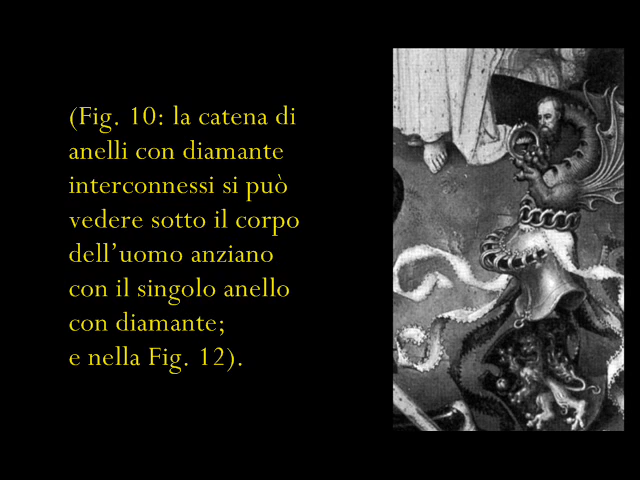 (Fig. 10: la catena di
anelli con diamante
interconnessi si può
vedere sotto il corpo
dell’uomo anziano
con il singolo anello
con diamante;
e nella Fig. 12).